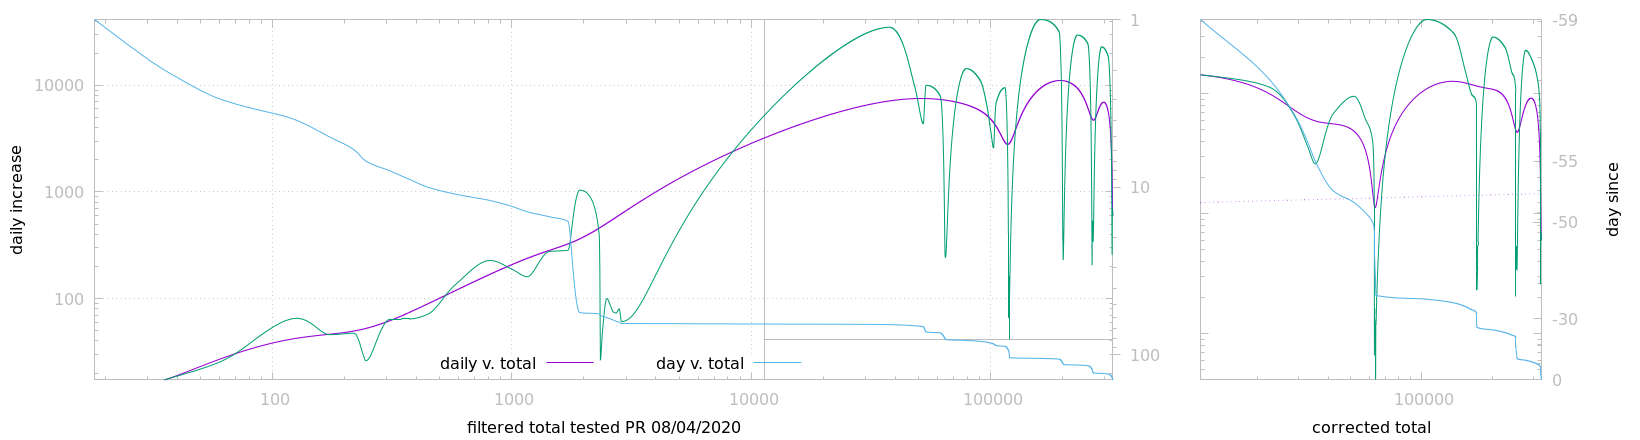 1
-59
10000
daily increase
1000
10
-55
-50
day since
100
-30
daily v. total
day v. total
100
0
100
1000
10000
100000
100000
filtered total tested PR 08/04/2020
corrected total